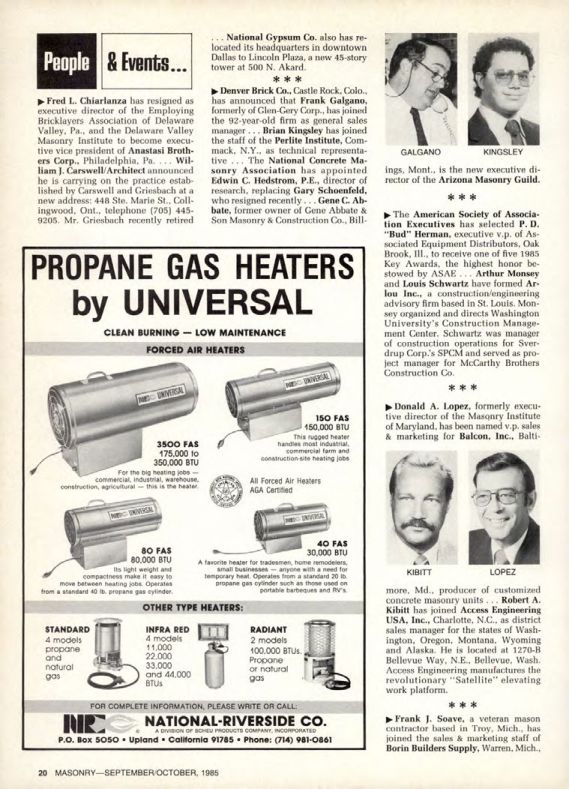 People & Events...
▶ Fred L. Chiarlanza has resigned as
executive director of the Employing
Bricklayers Association of Delaware
Valley, Pa., and the Delaware Valley
Masonry Institute to become execu-
tive vice president of Anastasi Broth-
ers Corp., Philadelphia, Pa. . . . Wil-
liam J. Carswell/Architect announced
he is carrying on the practice estab-
lished by Carswell and Griesbach at a
new address: 448 Ste. Marie St., Coll-
ingwood, Ont., telephone (705) 445-
9205. Mr. Griesbach recently retired
. . . National Gypsum Co. also has re-
located its headquarters in downtown
Dallas to Lincoln Plaza, a new 45-story
tower at 500 N. Akard.
* * *
▶ Denver Brick Co., Castle Rock, Colo.,
has announced that Frank Galgano,
formerly of Glen-Gery Corp., has joined
the 92-year-old firm as general sales
manager . . . Brian Kingsley has joined
the staff of the Perlite Institute, Com-
mack, N.Y., as technical representa-
tive . . . The National Concrete Ma-
sonry Association has appointed
Edwin C. Hedstrom, P.E., director of
research, replacing Gary Schoenfeld,
who resigned recently . . . Gene C. Ab-
bate, former owner of Gene Abbate &
Son Masonry & Construction Co., Bill-
GALGANO KINGSLEY
ings, Mont., is the new executive di-
rector of the Arizona Masonry Guild.
* * *
▶ The American Society of Associa-
tion Executives has selected P. D.
"Bud" Herman, executive v.p. of As-
sociated Equipment Distributors, Oak
Brook, Ill., to receive one of five 1985
Key Awards, the highest honor be-
stowed by ASAE . . . Arthur Monsey
and Louis Schwartz have formed Ar-
lou Inc., a construction/engineering
advisory firm based in St. Louis. Mon-
sey organized and directs Washington
University's Construction Manage-
ment Center. Schwartz was manager
of construction operations for Sver-
drup Corp.'s SPCM and served as pro-
ject manager for McCarthy Brothers
Construction Co.
* * *
▶ Donald A. Lopez, formerly execu-
tive director of the Masonry Institute
of Maryland, has been named v.p. sales
& marketing for Balcon, Inc., Balti-
KIBITT LOPEZ
more, Md., producer of customized
concrete masonry units . . . Robert A.
Kibitt has joined Access Engineering
USA, Inc., Charlotte, N.C., as district
sales manager for the states of Wash-
ington, Oregon, Montana, Wyoming
and Alaska. He is located at 1270-B
Bellevue Way, N.E., Bellevue, Wash.
Access Engineering manufactures the
revolutionary "Satellite" elevating
work platform.
* * *
▶ Frank J. Soave, a veteran mason
contractor based in Troy, Mich., has
joined the sales & marketing staff of
Borin Builders Supply, Warren, Mich.,
PROPANE GAS HEATERS
by UNIVERSAL
CLEAN BURNING — LOW MAINTENANCE
FORCED AIR HEATERS
UNIVERSAL
3500 FAS
175,000 to
350,000 BTU
For the big heating jobs —
commercial, industrial, warehouse,
construction, agricultural — this is the heater.
UNIVERSAL
150 FAS
150,000 BTU
This rugged heater
handles most industrial,
commercial farm and
construction-site heating jobs
All Forced Air Heaters
AGA Certified
UNIVERSAL
80 FAS
80,000 BTU
Its light weight and
compactness make it easy to
move between heating jobs. Operates
from a standard 40 lb. propane gas cylinder.
UNIVERSAL
40 FAS
30,000 BTU
A favorite heater for tradesmen, home remodelers,
small businesses — anyone with a need for
temporary heat. Operates from a standard 20 lb.
propane gas cylinder such as those used on
portable barbeques and RV's.
OTHER TYPE HEATERS:
STANDARD
4 models
propane
and
natural
gas
INFRA RED
4 models
11,000
22,000
33,000
and 44,000
BTUs
RADIANT
2 models
100,000 BTUs.
Propane
or natural
gas
FOR COMPLETE INFORMATION, PLEASE WRITE OR CALL:
NATIONAL-RIVERSIDE CO.
A DIVISION OF SCHEU PRODUCTS COMPANY, INCORPORATED
P.O. Box 5050 • Upland • California 91785 • Phone: (714) 981-0861
20 MASONRY—SEPTEMBER/OCTOBER, 1985